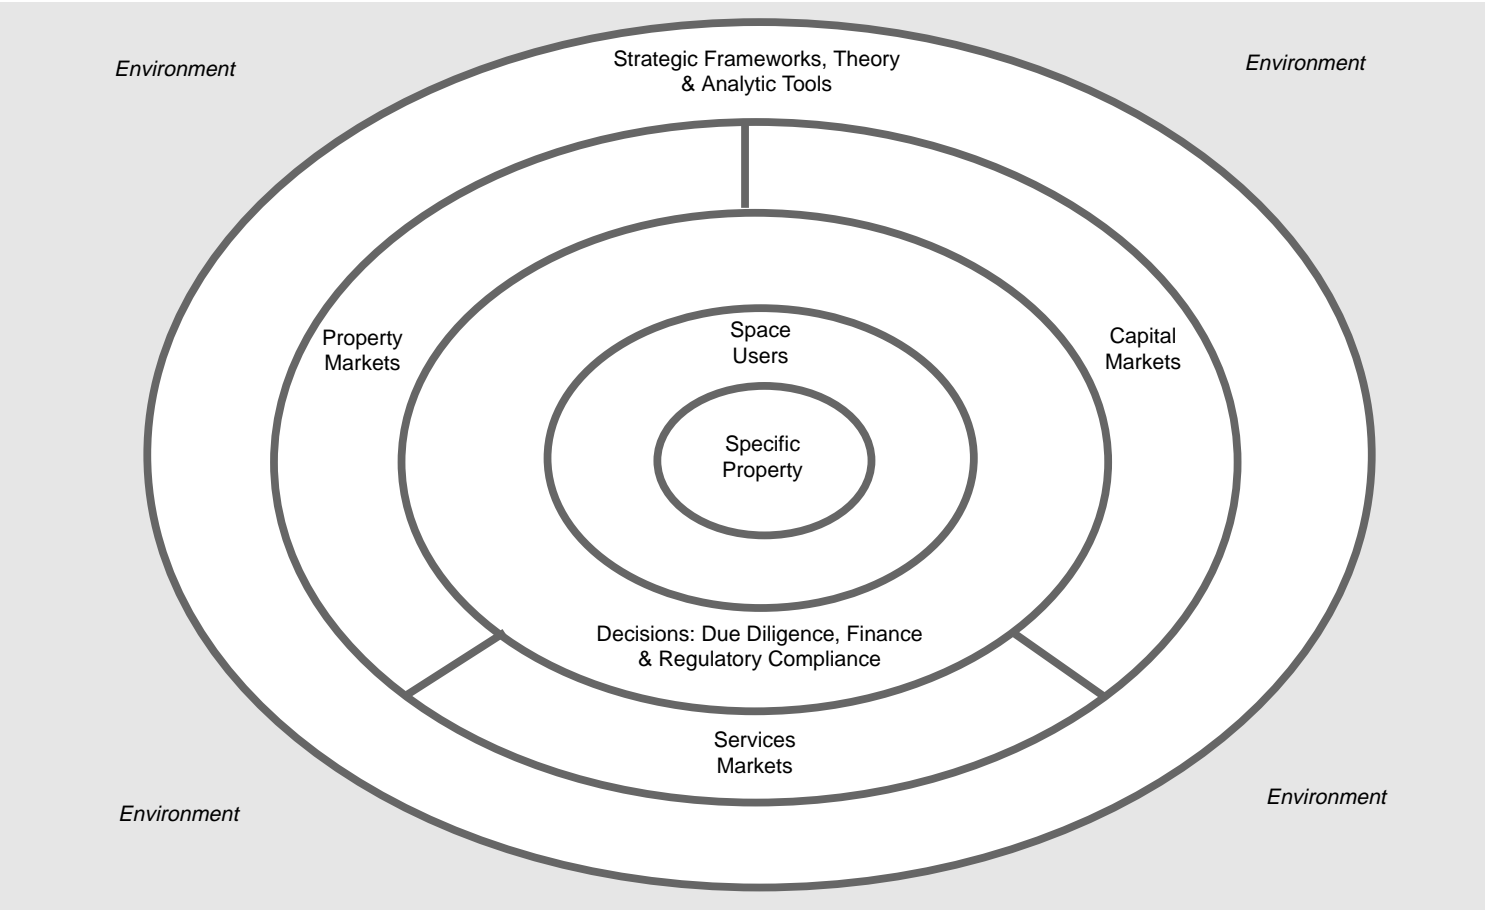 Environment
Strategic Frameworks, Theory
& Analytic Tools
Environment
Property
Markets
Space
Users
Capital
Markets
Specific
Property
Decisions: Due Diligence, Finance
& Regulatory Compliance
Services
Markets
Environment
Environment